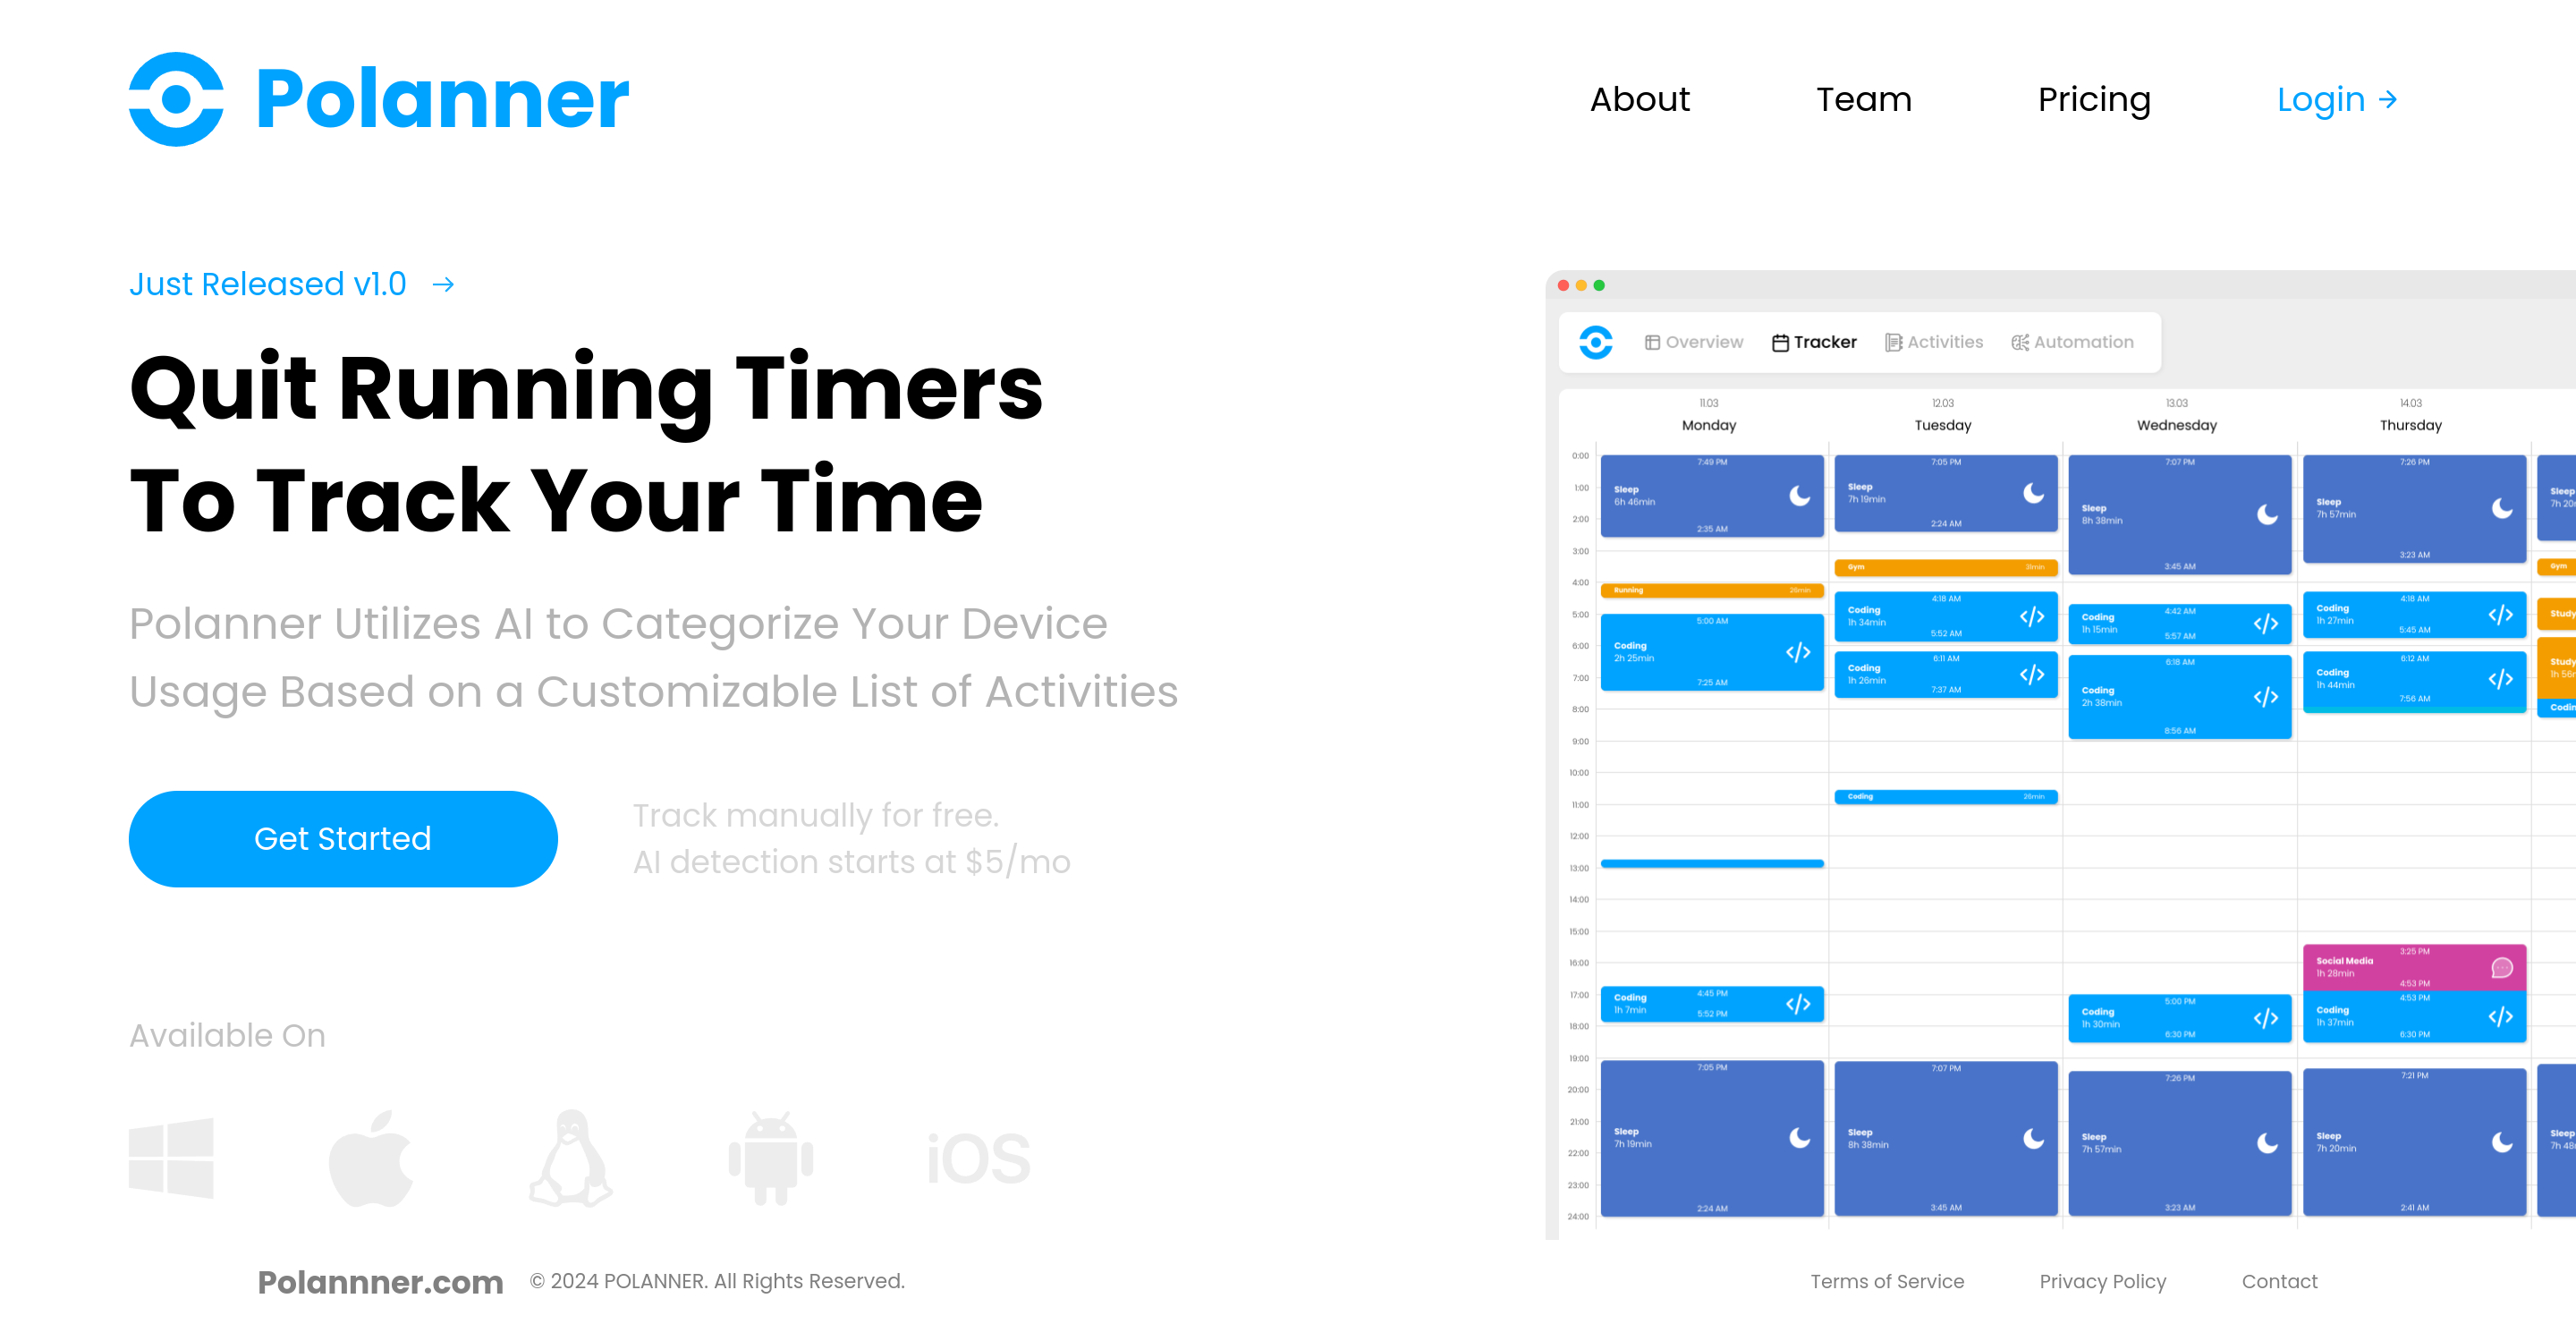 Polanner
About Team Pricing Login →
Just Released v1.0 →
Quit Running Timers
To Track Your Time
Polanner Utilizes AI to Categorize Your Device
Usage Based on a Customizable List of Activities
Get Started
Track manually for free.
AI detection starts at $5/mo
Available On
iOS
Overview Tracker Activities Automation
11.03 12.03 13.03 14.03
Monday Tuesday Wednesday Thursday
0:00
1:00
2:00
3:00
4:00
5:00
6:00
7:00
8:00
9:00
10:00
11:00
12:00
13:00
14:00
15:00
16:00
17:00
18:00
19:00
20:00
21:00
22:00
23:00
24:00
7:49 PM
Sleep
6h 46min
2:35 AM
Running 26min
5:00 AM
Coding
2h 25min
7:25 AM
4:45 PM
Coding
1h 7min
5:52 PM
7:05 PM
Sleep
7h 19min
2:24 AM
7:05 PM
Sleep
7h 19min
2:24 AM
Gym 31min
4:18 AM
Coding
1h 34min
5:52 AM
6:11 AM
Coding
1h 26min
7:37 AM
Coding 26min
7:07 PM
Sleep
8h 38min
3:45 AM
7:07 PM
Sleep
8h 38min
3:45 AM
4:42 AM
Coding
1h 15min
5:57 AM
6:18 AM
Coding
2h 38min
8:56 AM
5:00 PM
Coding
1h 30min
6:30 PM
7:26 PM
Sleep
7h 57min
3:23 AM
7:26 PM
Sleep
7h 57min
3:23 AM
4:18 AM
Coding
1h 27min
5:45 AM
6:12 AM
Coding
1h 44min
7:56 AM
3:25 PM
Social Media
1h 28min
4:53 PM
4:53 PM
Coding
1h 37min
6:30 PM
7:21 PM
Sleep
7h 20min
2:41 AM
Sleep
Gym
Study
Study
Sleep
Polannner.com © 2024 POLANNER. All Rights Reserved.
Terms of Service Privacy Policy Contact